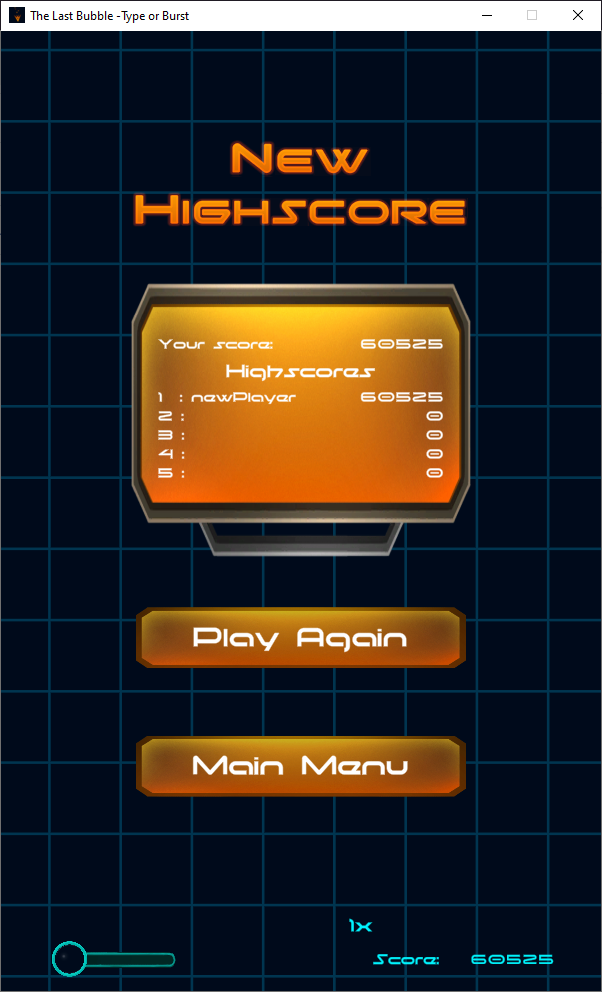 The Last Bubble -Type or Burst
New
Highscore
Your score: 60525
Highscores
1 : newPlayer 60525
2 : 0
3 : 0
4 : 0
5 : 0
Play Again
Main Menu
1x
Score: 60525